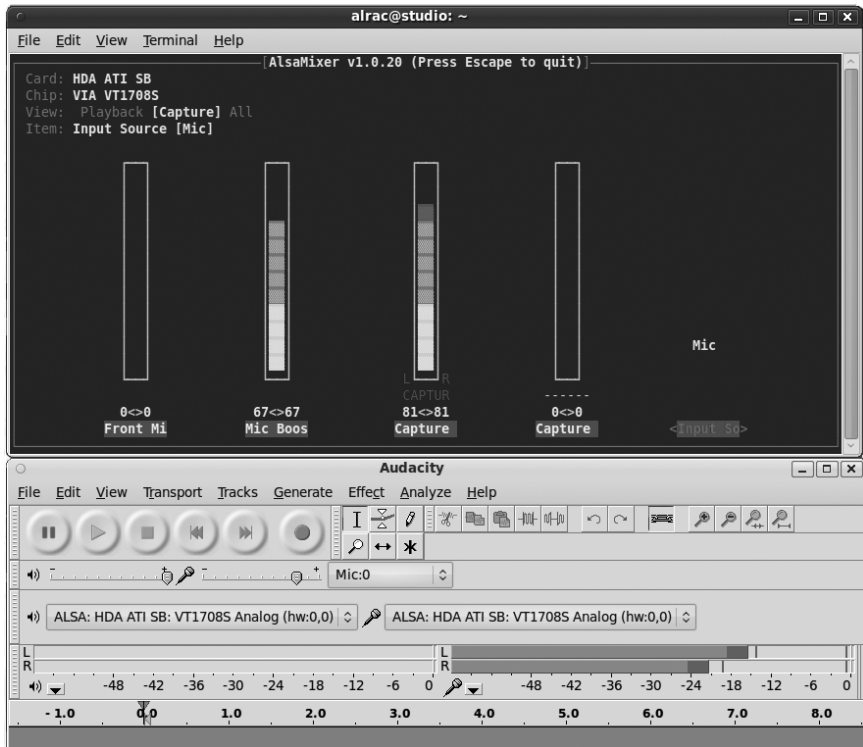 alrac@studio: ~
File Edit View Terminal Help
[AlsaMixer v1.0.20 (Press Escape to quit)]
Card: HDA ATI SB
Chip: VIA VT1708S
View: Playback [Capture] All
Item: Input Source [Mic]
Mic
L R
CAPTUR
------
0<>0 67<>67 81<>81 0<>0
Front Mi Mic Boos Capture Capture <Input So>
Audacity
File Edit View Transport Tracks Generate Effect Analyze Help
- + - + Mic:0
ALSA: HDA ATI SB: VT1708S Analog (hw:0,0) ALSA: HDA ATI SB: VT1708S Analog (hw:0,0)
L L
R R
-48 -42 -36 -30 -24 -18 -12 -6 0 -48 -42 -36 -30 -24 -18 -12 -6 0
- 1.0 0.0 1.0 2.0 3.0 4.0 5.0 6.0 7.0 8.0